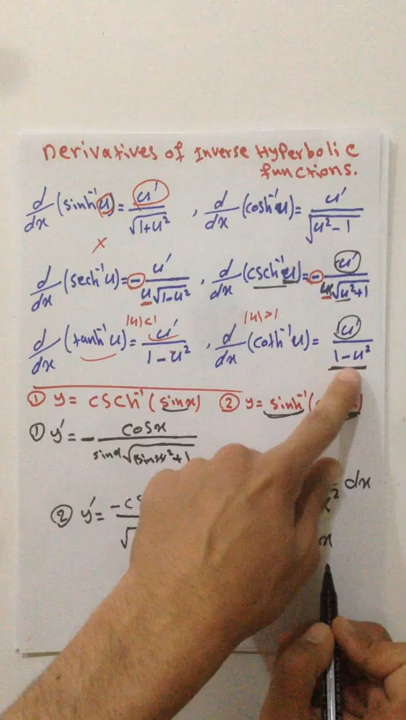 Derivatives of Inverse Hyperbolic
functions.
d/dx (sinh⁻¹u) = u'/√(1+u²) , d/dx (cosh⁻¹u) = u'/√(u²-1)
x
d/dx (sech⁻¹u) = - u'/(u√(1-u²)) , d/dx (csch⁻¹u) = - u'/(u√(u²+1))
|u|<1 |u|>1
d/dx (tanh⁻¹u) = u'/(1-u²) , d/dx (coth⁻¹u) = u'/(1-u²)
① y = csch⁻¹(sinx) ② y = sinh⁻¹(
① y' = - cosx/(sinx√(sinx²+1))
x² dx
② y' = -cs
x